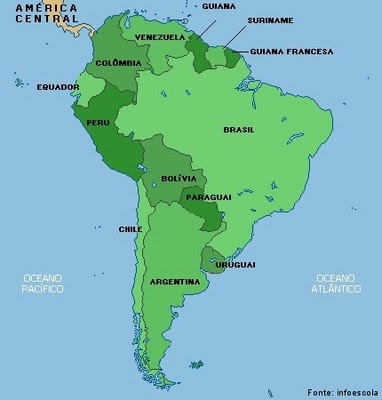 AMÉRICA
CENTRAL
GUIANA
SURINAME
VENEZUELA
GUIANA FRANCESA
COLÔMBIA
EQUADOR
PERU
BRASIL
BOLÍVIA
PARAGUAI
CHILE
URUGUAI
ARGENTINA
OCEANO
PACÍFICO
OCEANO
ATLÂNTICO
Fonte: infoescola